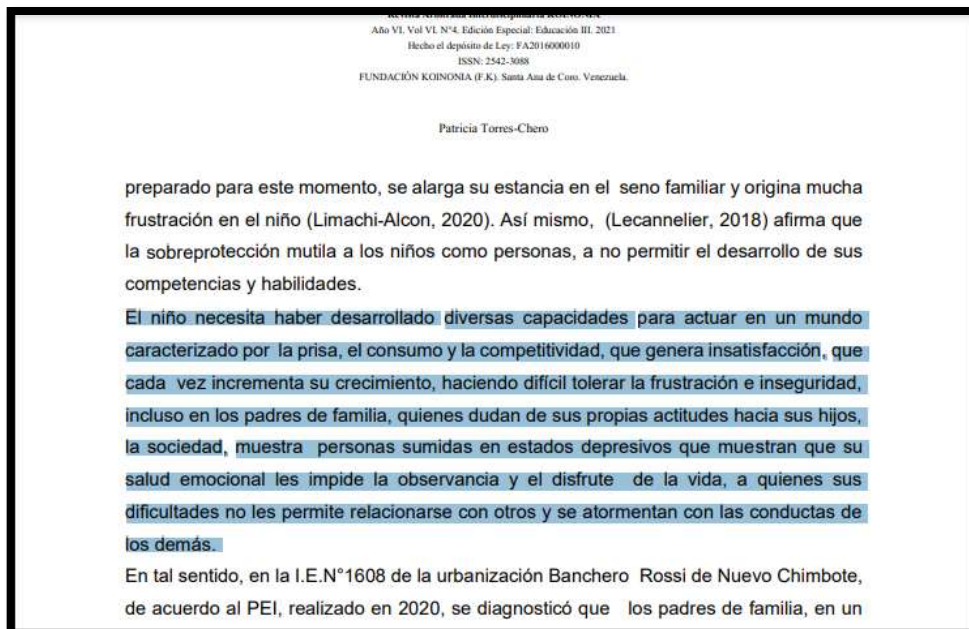 Revista Arbitrada Interdisciplinaria KOINONIA
Año VI. Vol VI. N°4. Edición Especial: Educación III. 2021
Hecho el depósito de Ley: FA2016000010
ISSN: 2542-3088
FUNDACIÓN KOINONIA (F.K). Santa Ana de Coro. Venezuela.
Patricia Torres-Chero
preparado para este momento, se alarga su estancia en el seno familiar y origina mucha
frustración en el niño (Limachi-Alcon, 2020). Así mismo, (Lecannelier, 2018) afirma que
la sobreprotección mutila a los niños como personas, a no permitir el desarrollo de sus
competencias y habilidades.
El niño necesita haber desarrollado diversas capacidades para actuar en un mundo
caracterizado por la prisa, el consumo y la competitividad, que genera insatisfacción, que
cada vez incrementa su crecimiento, haciendo difícil tolerar la frustración e inseguridad,
incluso en los padres de familia, quienes dudan de sus propias actitudes hacia sus hijos,
la sociedad, muestra personas sumidas en estados depresivos que muestran que su
salud emocional les impide la observancia y el disfrute de la vida, a quienes sus
dificultades no les permite relacionarse con otros y se atormentan con las conductas de
los demás.
En tal sentido, en la I.E.N°1608 de la urbanización Banchero Rossi de Nuevo Chimbote,
de acuerdo al PEI, realizado en 2020, se diagnosticó que los padres de familia, en un